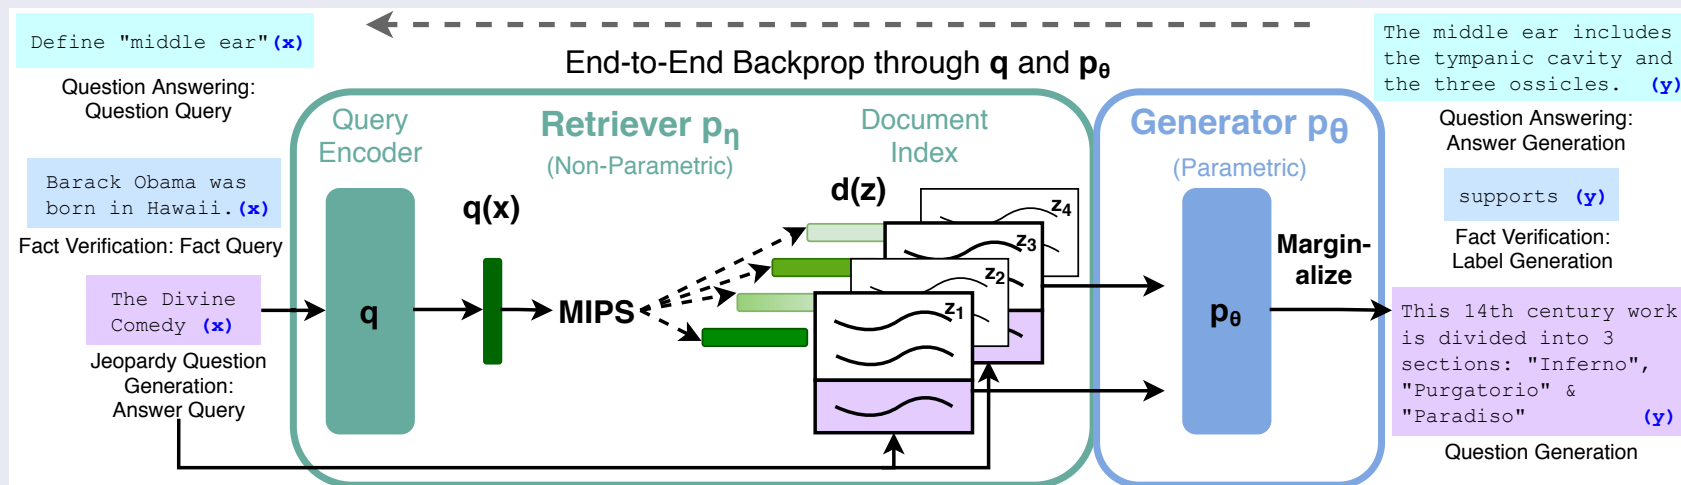 Define "middle ear" (x)
Question Answering:
Question Query
Barack Obama was
born in Hawaii. (x)
Fact Verification: Fact Query
The Divine
Comedy (x)
Jeopardy Question
Generation:
Answer Query
End-to-End Backprop through q and pθ
Query
Encoder
Retriever pη
(Non-Parametric)
Document
Index
q
q(x)
MIPS
d(z)
z4
z3
z2
z1
Generator pθ
(Parametric)
pθ
Margin-
alize
The middle ear includes
the tympanic cavity and
the three ossicles. (y)
Question Answering:
Answer Generation
supports (y)
Fact Verification:
Label Generation
This 14th century work
is divided into 3
sections: "Inferno",
"Purgatorio" &
"Paradiso" (y)
Question Generation